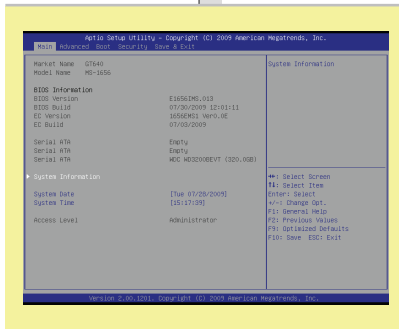 Aptio Setup Utility - Copyright (C) 2009 American Megatrends, Inc.
Main Advanced Boot Security Save & Exit
Market Name GT640
Model Name MS-1656
System Information
BIOS Information
BIOS Version E1656IMS.013
BIOS Build 07/30/2009 12:01:11
EC Version 1656EMS1 Ver0.0E
EC Build 07/03/2009
Serial ATA Empty
Serial ATA Empty
Serial ATA WDC WD3200BEVT (320.0GB)
System Information
System Date [Tue 07/28/2009]
System Time [15:17:39]
Access Level Administrator
: Select Screen
: Select Item
Enter: Select
+/-: Change Opt.
F1: General Help
F2: Previous Values
F9: Optimized Defaults
F10: Save ESC: Exit
Version 2.00.1201. Copyright (C) 2009 American Megatrends, Inc.